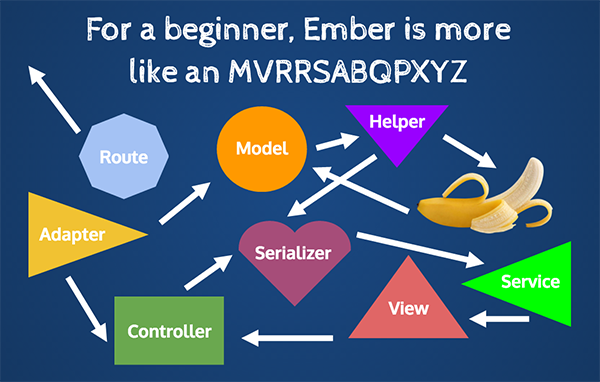 For a beginner, Ember is more
like an MVRRSABQPXYZ
Helper
Model
Route
Adapter
Serializer
Service
View
Controller